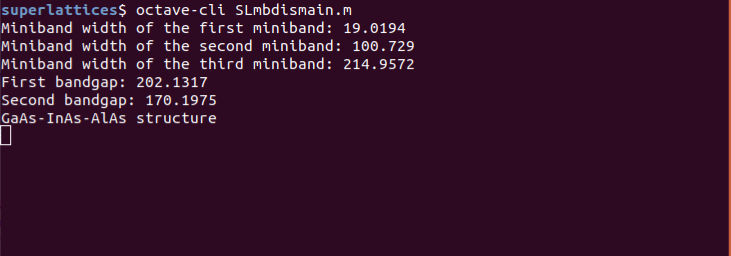 superlattices$ octave-cli SLmbdismain.m
Miniband width of the first miniband: 19.0194
Miniband width of the second miniband: 100.729
Miniband width of the third miniband: 214.9572
First bandgap: 202.1317
Second bandgap: 170.1975
GaAs-InAs-AlAs structure